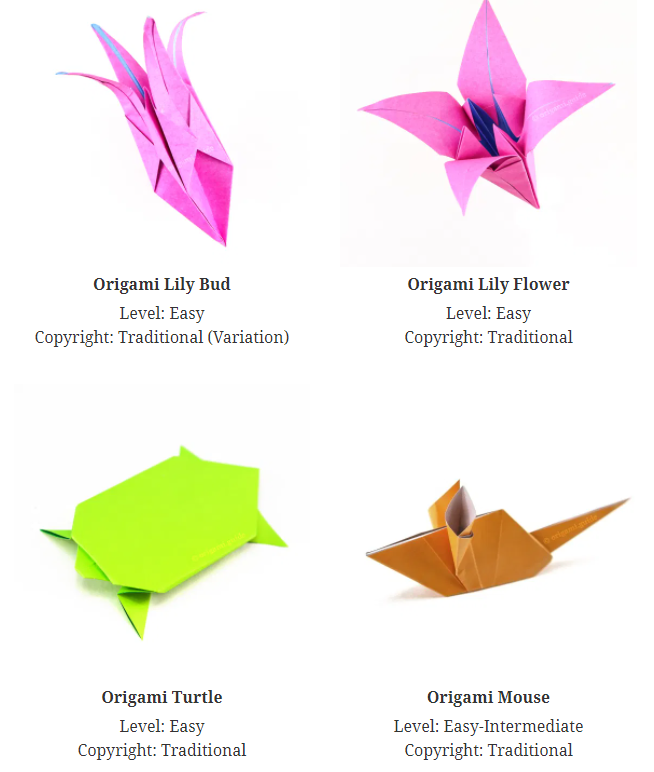 Origami Lily Bud
Level: Easy
Copyright: Traditional (Variation)
Origami Lily Flower
Level: Easy
Copyright: Traditional
Origami Turtle
Level: Easy
Copyright: Traditional
Origami Mouse
Level: Easy-Intermediate
Copyright: Traditional